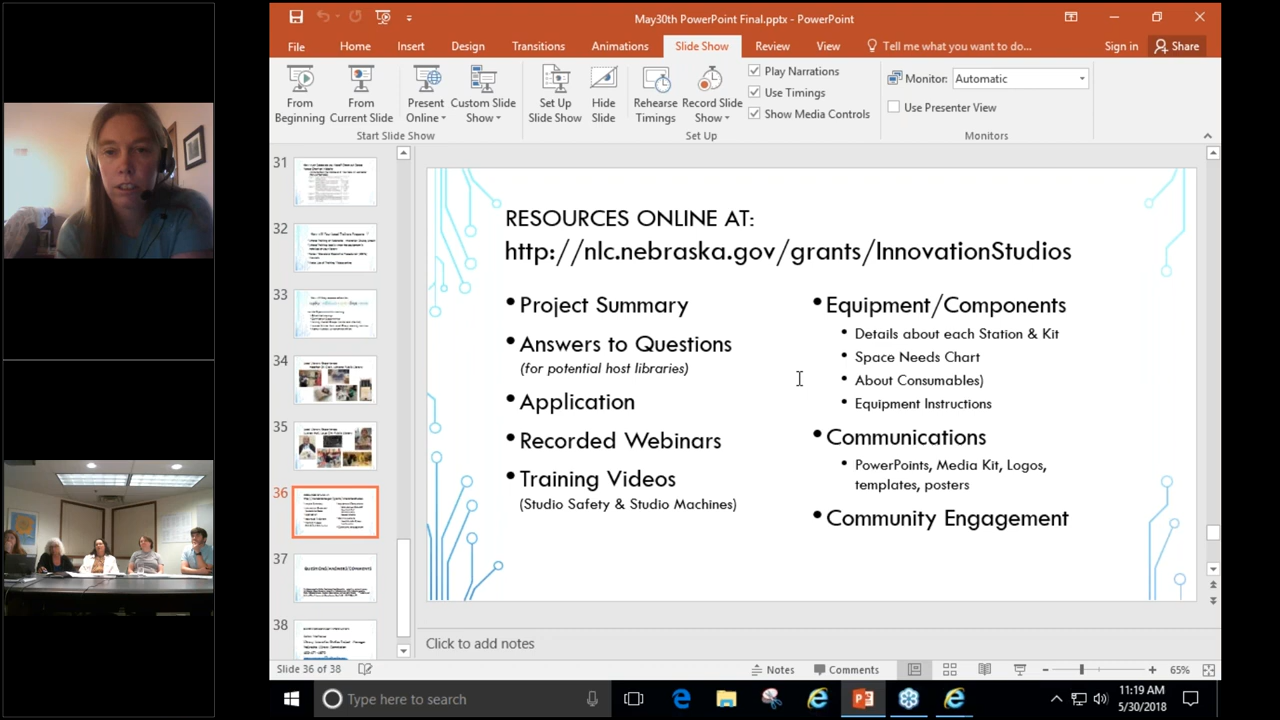 May30th PowerPoint Final.pptx - PowerPoint
File
Home
Insert
Design
Transitions
Animations
Slide Show
Review
View
Tell me what you want to do...
Sign in
Share
From Beginning
From Current Slide
Present Online
Custom Slide Show
Set Up Slide Show
Hide Slide
Rehearse Timings
Record Slide Show
Play Narrations
Use Timings
Show Media Controls
Monitor: Automatic
Use Presenter View
Start Slide Show
Set Up
Monitors
31
32
33
34
35
36
37
QUESTIONS/ANSWERS/COMMENTS
38
RESOURCES ONLINE AT:
http://nlc.nebraska.gov/grants/InnovationStudios
• Project Summary
• Answers to Questions
(for potential host libraries)
• Application
• Recorded Webinars
• Training Videos
(Studio Safety & Studio Machines)
• Equipment/Components
• Details about each Station & Kit
• Space Needs Chart
• About Consumables)
• Equipment Instructions
• Communications
• PowerPoints, Media Kit, Logos,
templates, posters
• Community Engagement
Click to add notes
Slide 36 of 38
Notes
Comments
65%
Type here to search
11:19 AM
5/30/2018